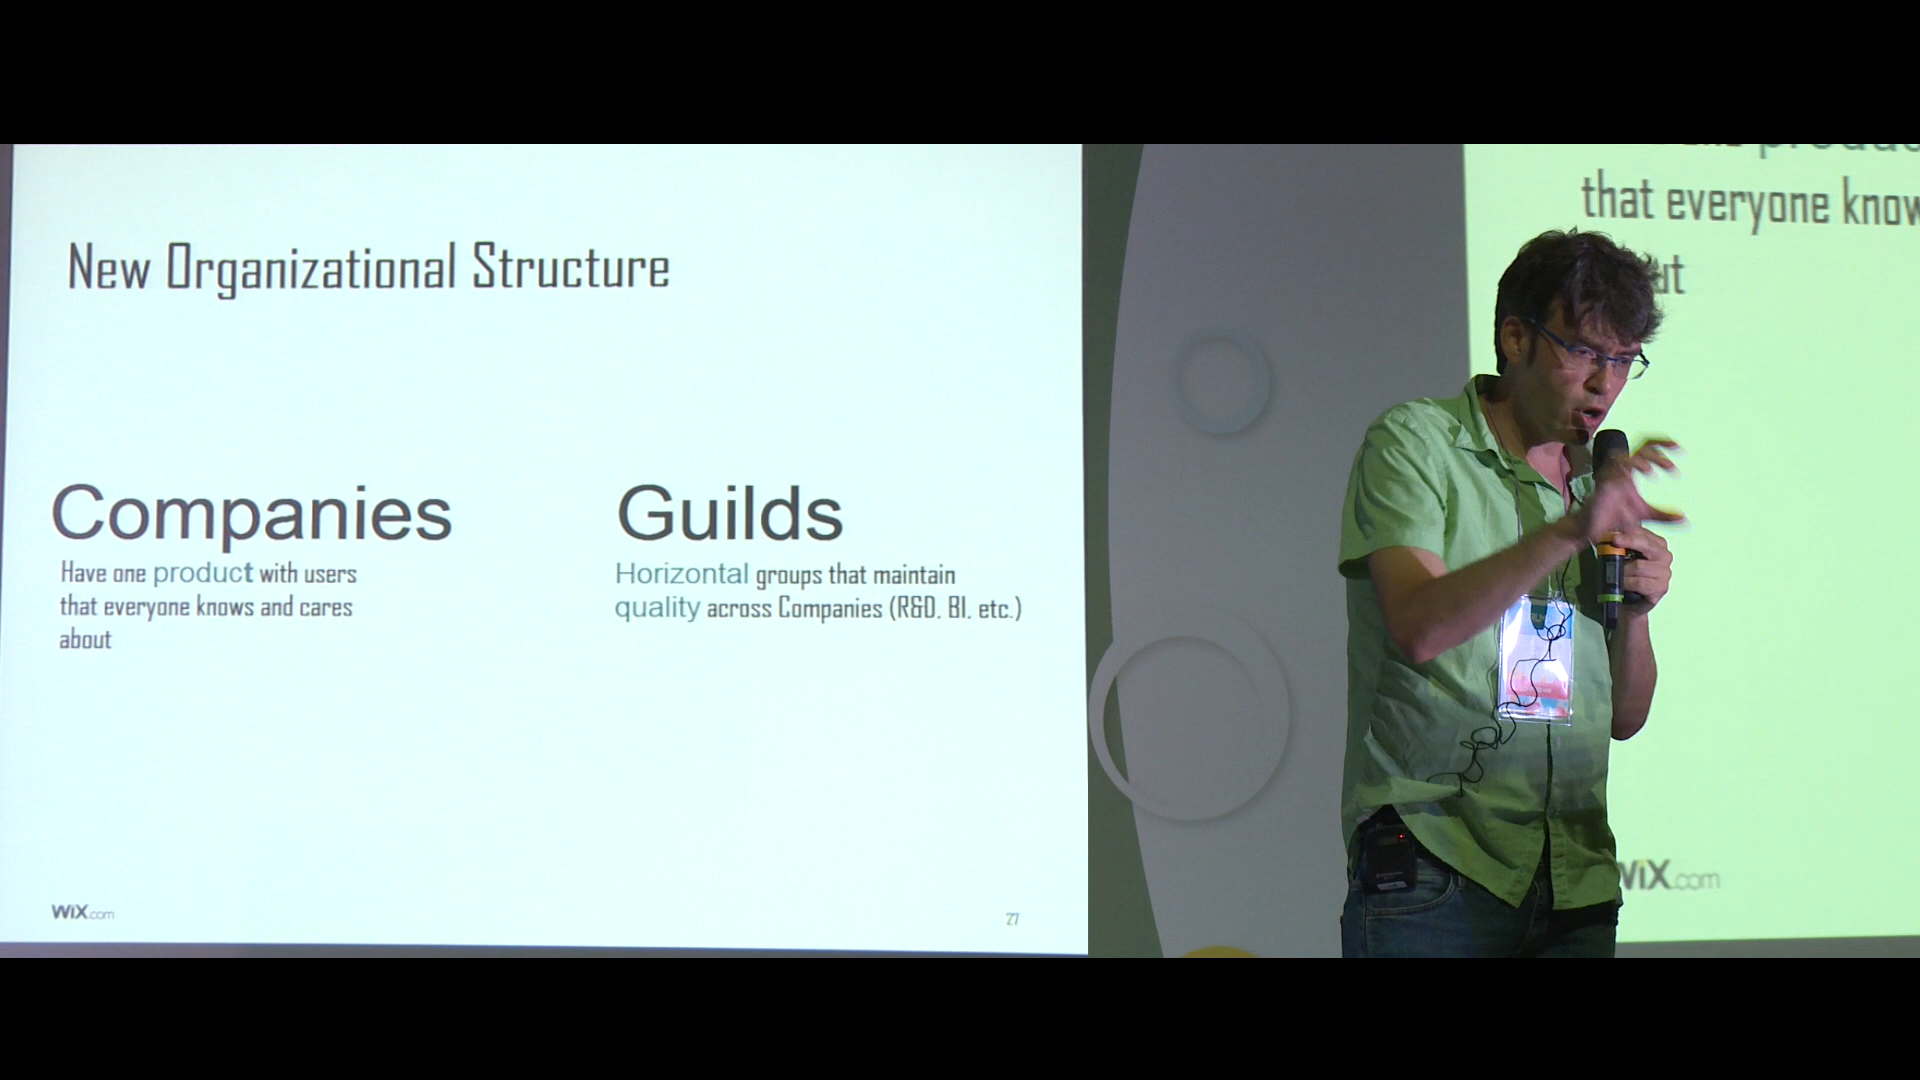 New Organizational Structure
Companies
Have one product with users
that everyone knows and cares
about
Guilds
Horizontal groups that maintain
quality across Companies (R&D, BI, etc.)
WiX.com
27
that everyone know
WiX.com